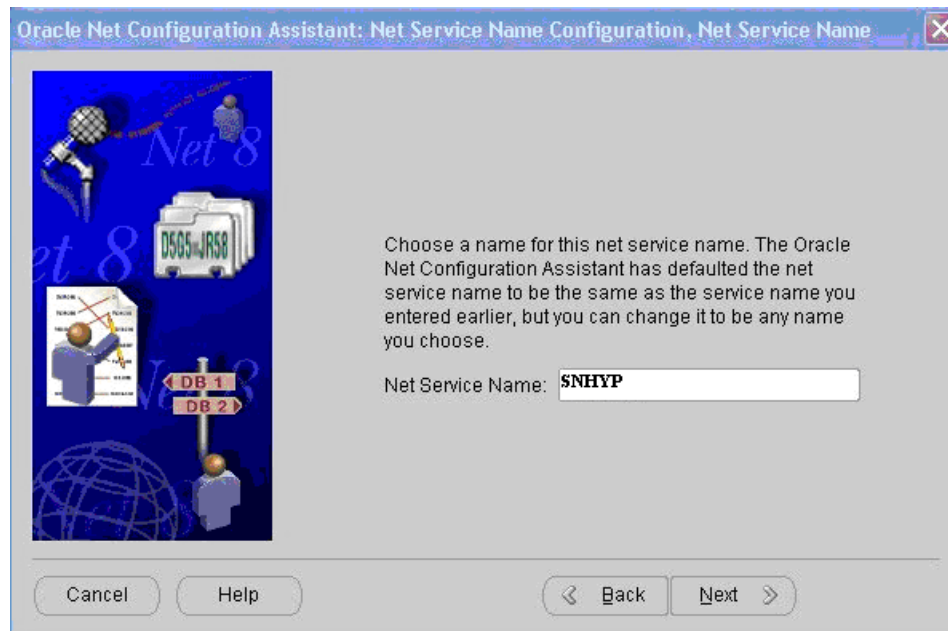 Oracle Net Configuration Assistant: Net Service Name Configuration, Net Service Name
Net 8
D5G5-JR58
et 8
DB 1
DB 2
Choose a name for this net service name. The Oracle
Net Configuration Assistant has defaulted the net
service name to be the same as the service name you
entered earlier, but you can change it to be any name
you choose.
Net Service Name: SNHYP
Cancel
Help
Back
Next